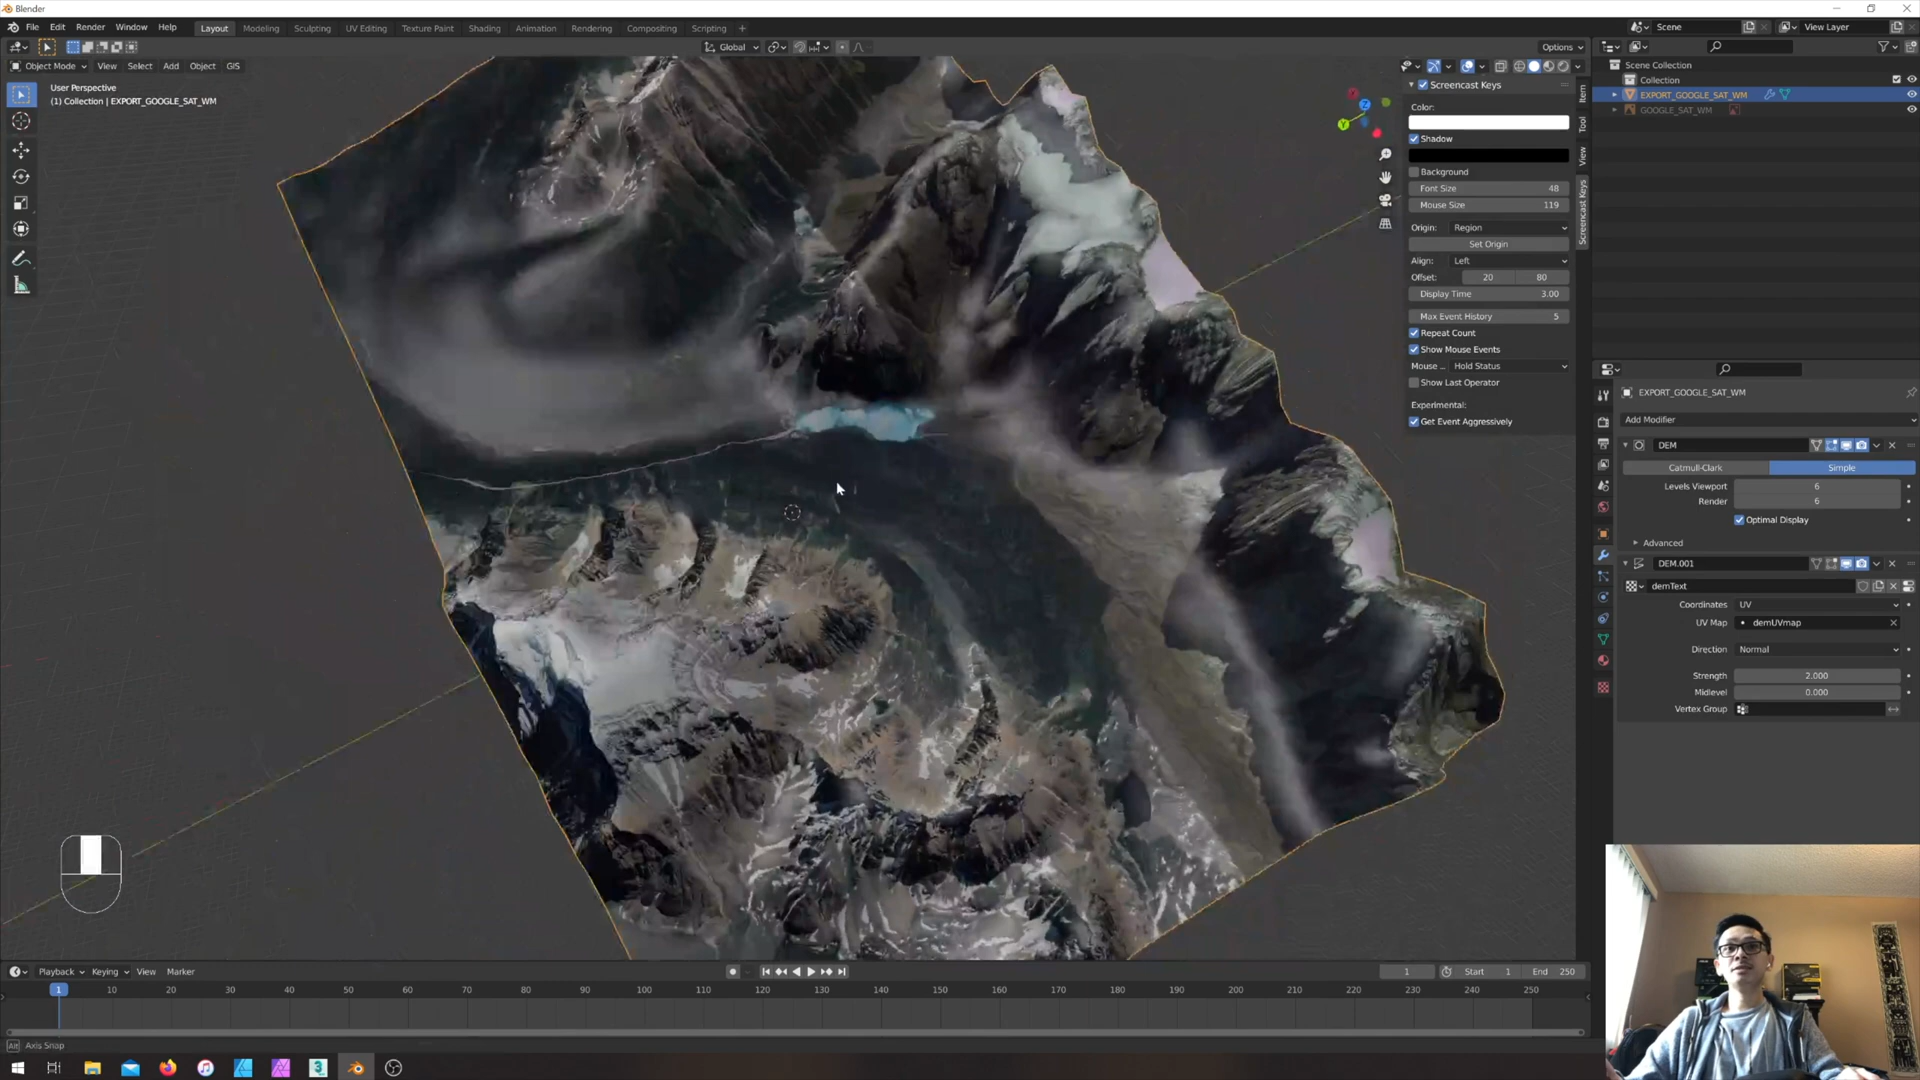 Blender
File Edit Render Window Help
Layout Modeling Sculpting UV Editing Texture Paint Shading Animation Rendering Compositing Scripting +
Scene
View Layer
Global
Options
Object Mode View Select Add Object GIS
User Perspective
(1) Collection | EXPORT_GOOGLE_SAT_WM
Screencast Keys
Color:
Shadow
Background
Font Size 48
Mouse Size 119
Origin: Region
Set Origin
Align: Left
Offset: 20 80
Display Time 3.00
Max Event History 5
Repeat Count
Show Mouse Events
Mouse ... Hold Status
Show Last Operator
Experimental:
Get Event Aggressively
Item
Tool
View
Screencast Keys
Z
Y
Scene Collection
Collection
EXPORT_GOOGLE_SAT_WM
GOOGLE_SAT_WM
EXPORT_GOOGLE_SAT_WM
Add Modifier
DEM
Catmull-Clark Simple
Levels Viewport 6
Render 6
Optimal Display
Advanced
DEM.001
demText
Coordinates UV
UV Map demUVmap
Direction Normal
Strength 2.000
Midlevel 0.000
Vertex Group
Playback Keying View Marker
1 Start 1 End 250
1 10 20 30 40 50 60 70 80 90 100 110 120 130 140 150 160 170 180 190 200 210 220 230 240 250
Alt Axis Snap